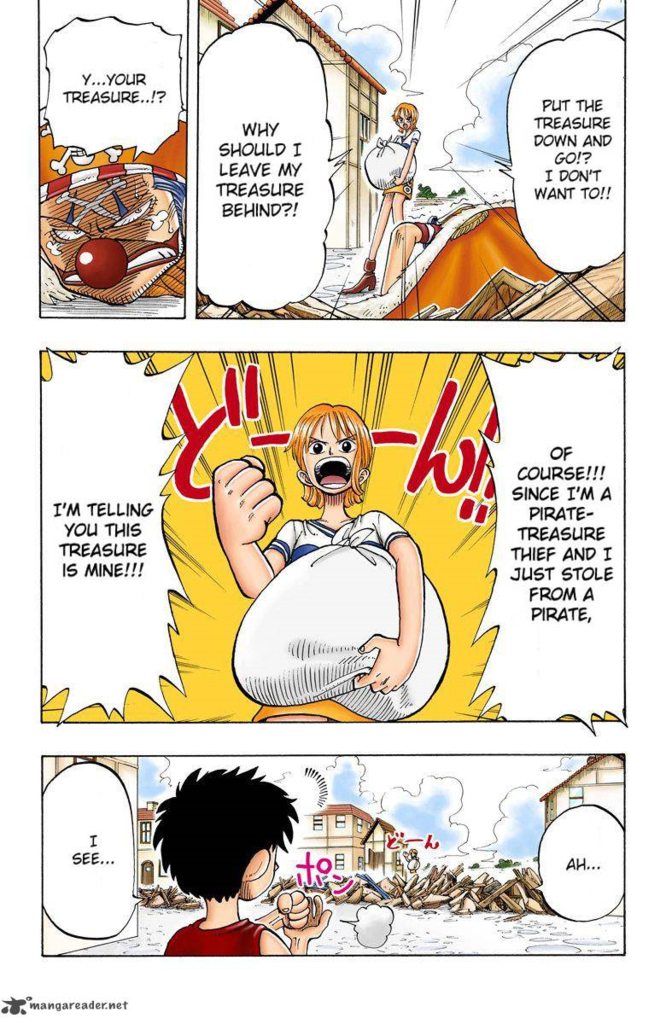 PUT THE
TREASURE
DOWN AND
GO!?
I DON'T
WANT TO!!
WHY
SHOULD I
LEAVE MY
TREASURE
BEHIND?!
Y...YOUR
TREASURE..!?
OF
COURSE!!!
SINCE I'M A
PIRATE-
TREASURE
THIEF AND I
JUST STOLE
FROM A
PIRATE,
どーーん!!
I'M TELLING
YOU THIS
TREASURE
IS MINE!!!
AH...
どーん
ポン
I
SEE...
mangareader.net